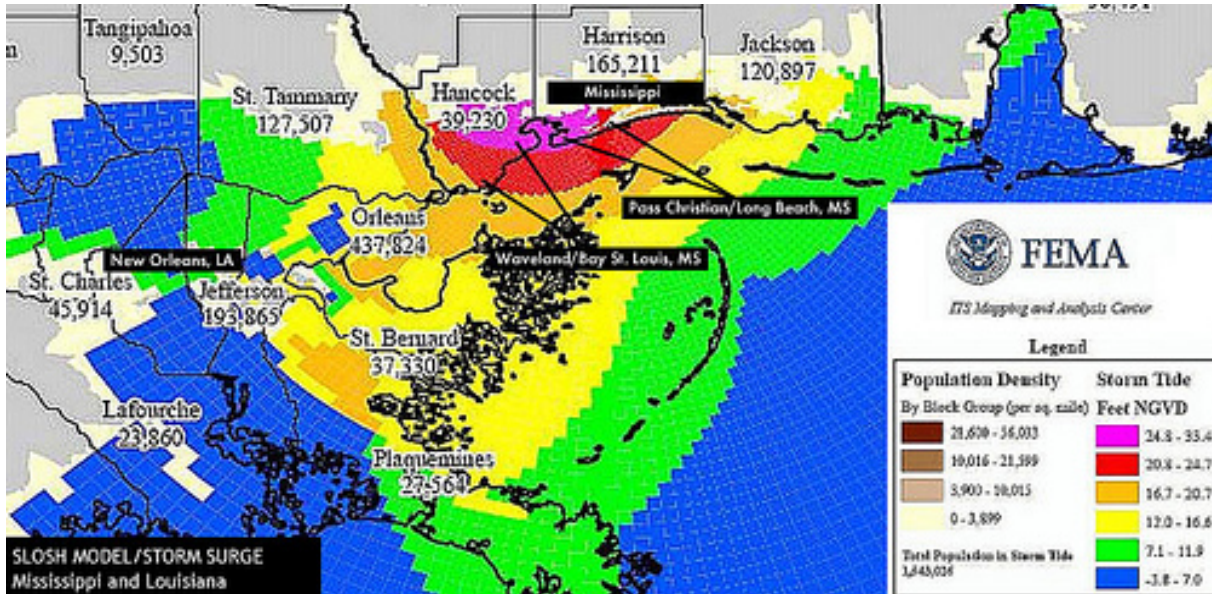 Tangipahoa
9,503
St. Tammany
127,507
Hancock
39,230
Harrison
165,211
Mississippi
Jackson
120,897
Pass Christian/Long Beach, MS
Orleans
437,824
New Orleans, LA
Waveland/Bay St. Louis, MS
St. Charles
45,914
Jefferson
193,865
St. Bernard
37,330
Lafourche
23,860
Plaquemines
27,564
SLOSH MODEL/STORM SURGE
Mississippi and Louisiana
FEMA
ITS Mapping and Analysis Center
Legend
Population Density
By Block Group (per sq. mile)
10,016 - 21,599
3,900 - 10,015
0 - 3,899
Total Population in Storm Tide
Storm Tide
Feet NGVD
24.8 - 33.4
20.8 - 24.7
16.7 - 20.7
12.0 - 16.6
7.1 - 11.9
-3.8 - 7.0